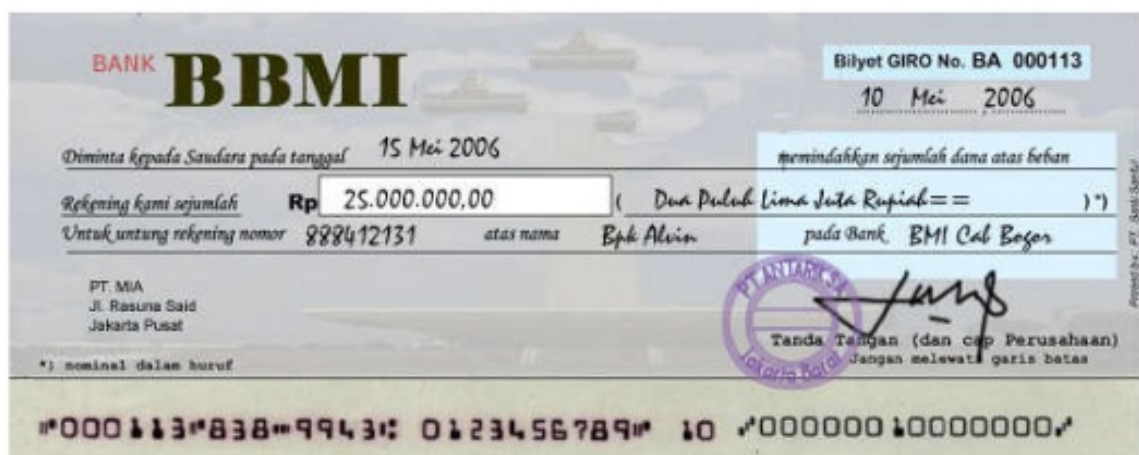 BANK BBMI
Bilyet GIRO No. BA 000113
10 Mei 2006
Diminta kepada Saudara pada tanggal 15 Mei 2006 memindahkan sejumlah dana atas beban
Rekening kami sejumlah Rp 25.000.000,00 ( Dua Puluh Lima Juta Rupiah== ) *)
Untuk untung rekening nomor 888412131 atas nama Bpk Alvin pada Bank BMI Cab Bogor
PT. MIA
Jl. Rasuna Said
Jakarta Pusat
PT ANTARIKSA
Jakarta Barat
Tanda Tangan (dan cap Perusahaan)
Jangan melewati garis batas
*) nominal dalam huruf
⑈000113⑈838⑉9943⑆ 0123456789⑈ 10 ⑇00000010000000⑇